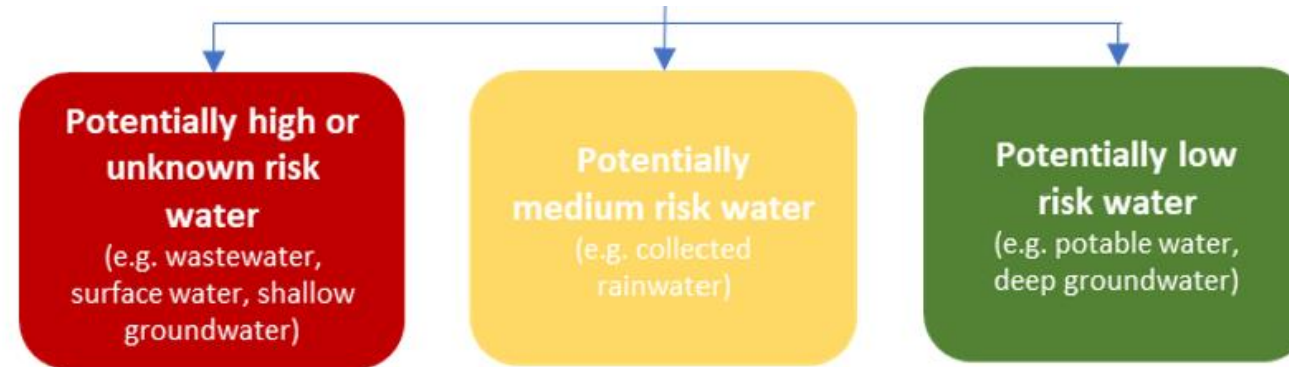 Potentially high or
unknown risk
water
(e.g. wastewater,
surface water, shallow
groundwater)
Potentially
medium risk water
(e.g. collected
rainwater)
Potentially low
risk water
(e.g. potable water,
deep groundwater)